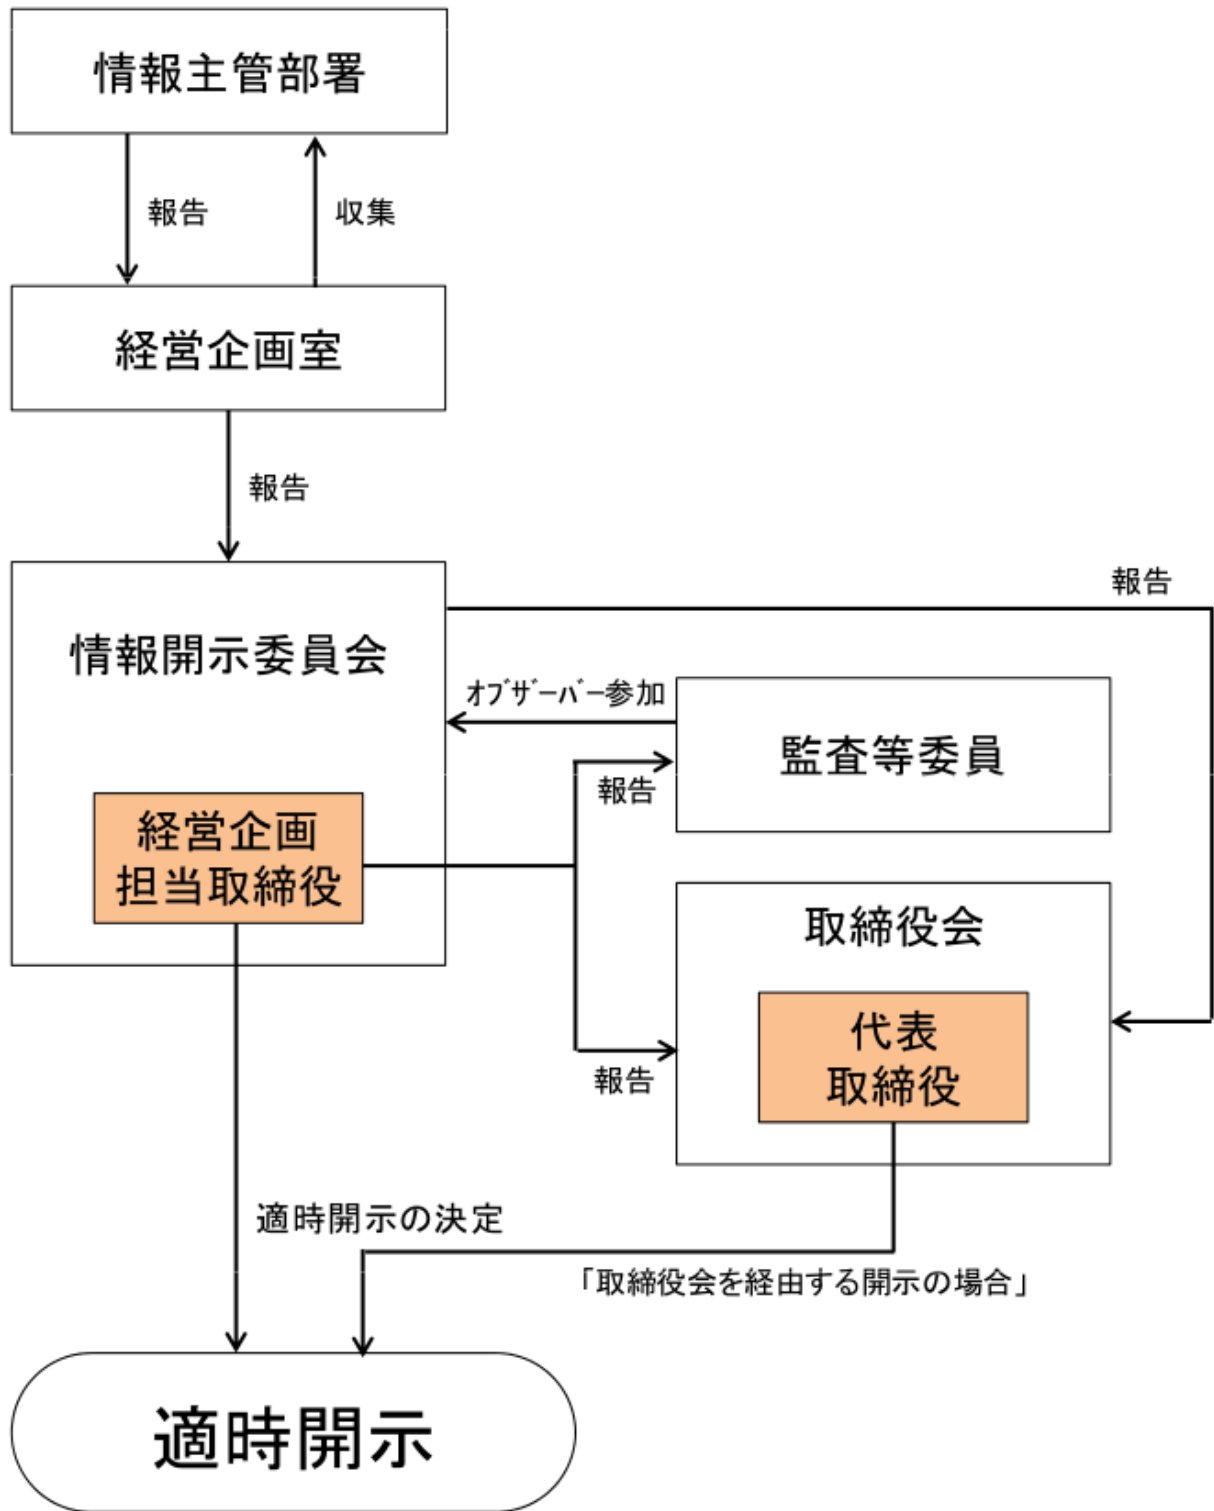 情報主管部署
報告
収集
経営企画室
報告
報告
情報開示委員会
オブザーバー参加
監査等委員
報告
経営企画
担当取締役
取締役会
代表
取締役
報告
適時開示の決定
「取締役会を経由する開示の場合」
適時開示